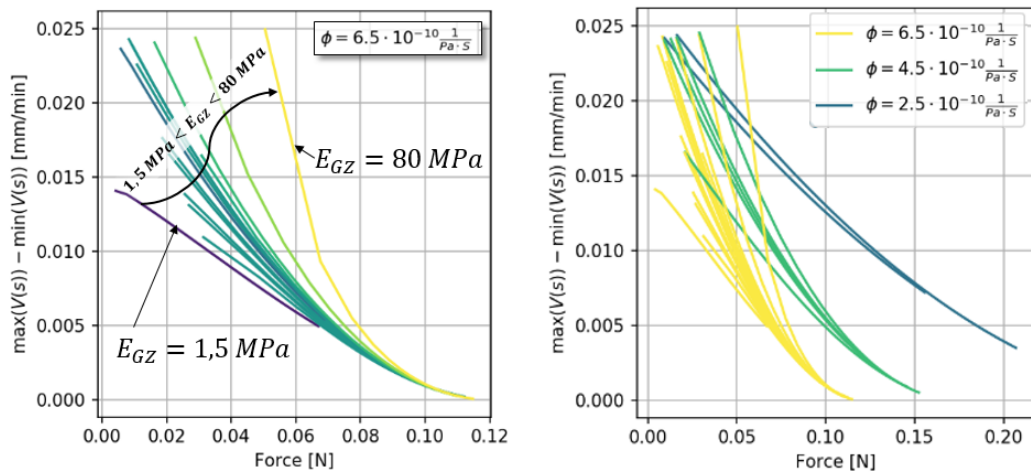 0.025
0.020
0.015
0.010
0.005
0.000
max(V(s)) − min(V(s)) [mm/min]
ϕ = 6.5 · 10⁻¹⁰ 1/(Pa · S)
1,5 MPa < E_GZ < 80 MPa
E_GZ = 80 MPa
E_GZ = 1,5 MPa
0.00 0.02 0.04 0.06 0.08 0.10 0.12
Force [N]
0.025
0.020
0.015
0.010
0.005
0.000
max(V(s)) − min(V(s)) [mm/min]
ϕ = 6.5 · 10⁻¹⁰ 1/(Pa · S)
ϕ = 4.5 · 10⁻¹⁰ 1/(Pa · S)
ϕ = 2.5 · 10⁻¹⁰ 1/(Pa · S)
0.00 0.05 0.10 0.15 0.20
Force [N]